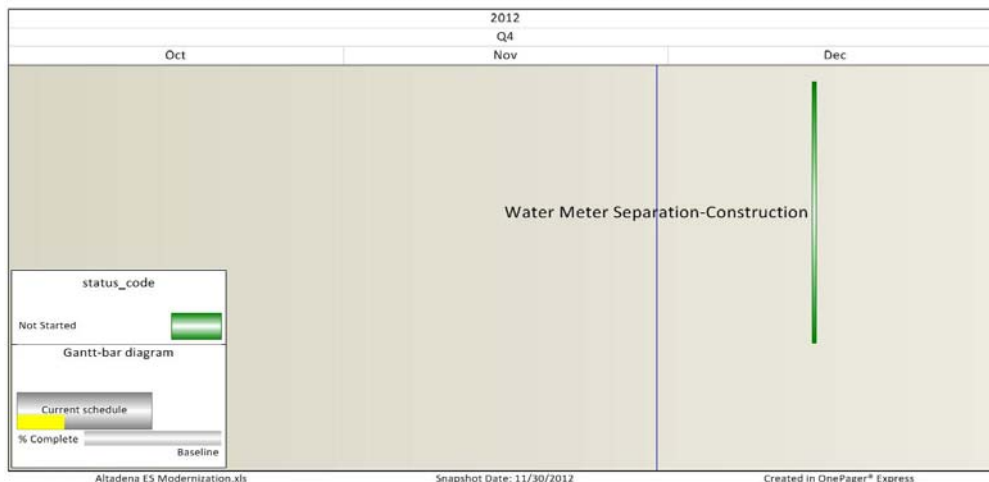 2012
Q4
Oct Nov Dec
Water Meter Separation-Construction
status_code
Not Started
Gantt-bar diagram
Current schedule
% Complete
Baseline
Altadena ES Modernization.xls Snapshot Date: 11/30/2012 Created in OnePager® Express